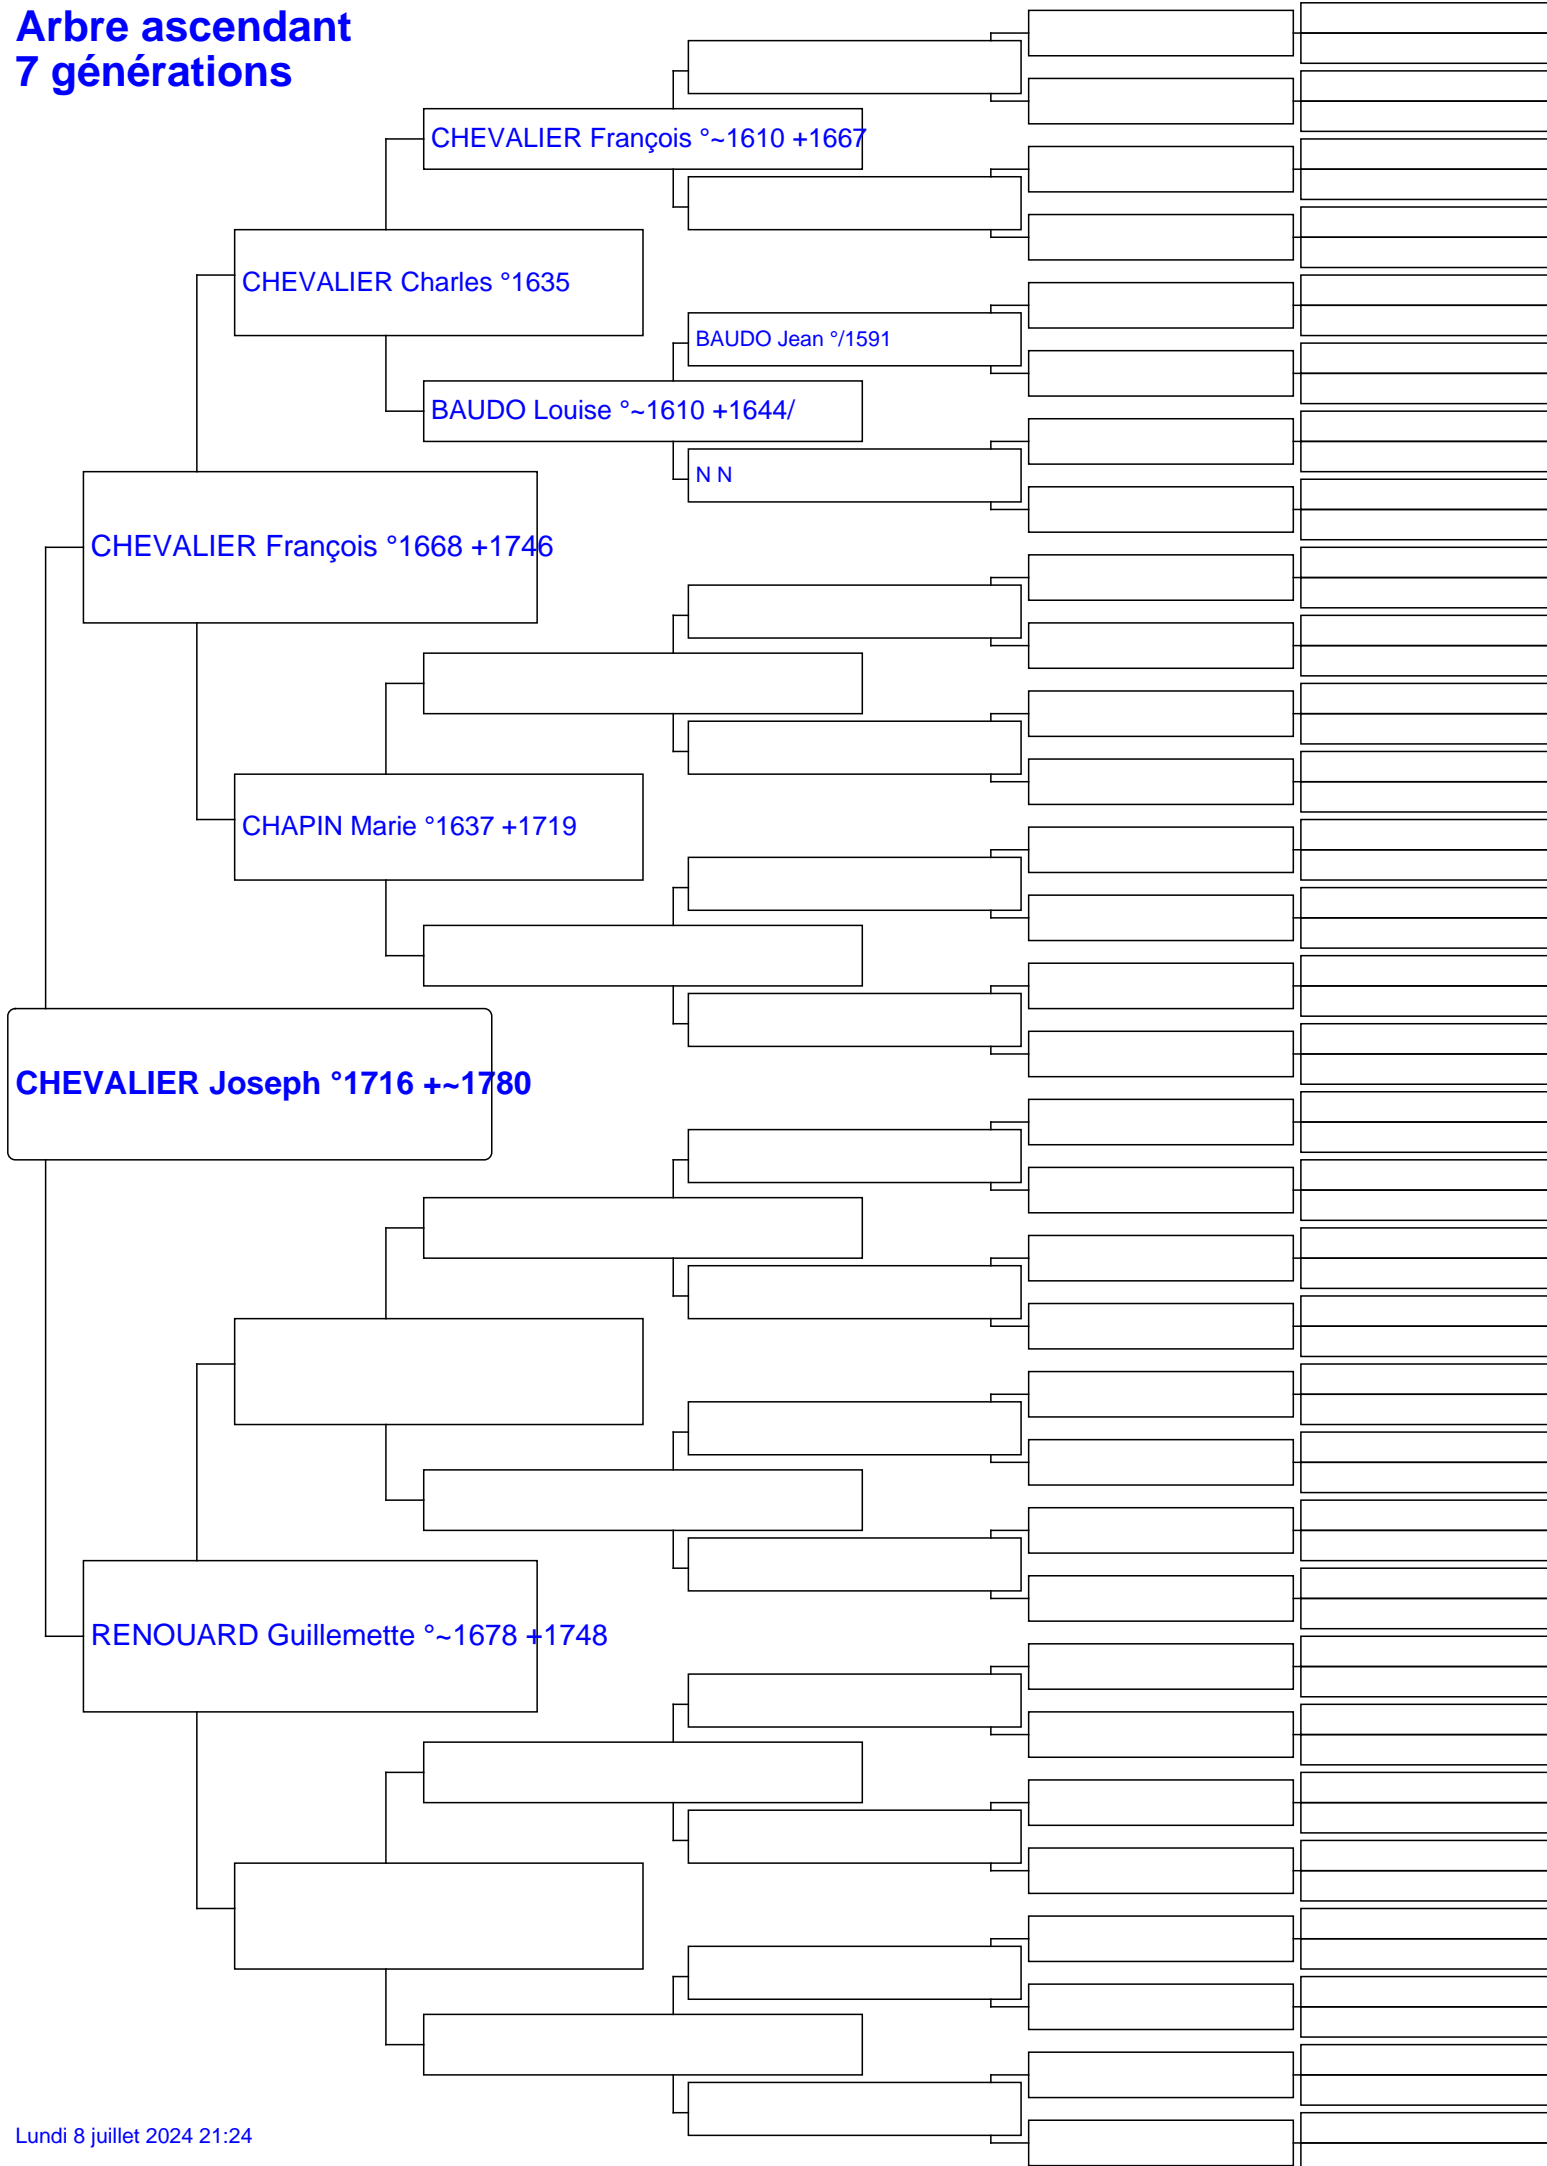 Arbre ascendant
7 générations
CHEVALIER François °~1610 +1667
CHEVALIER Charles °1635
BAUDO Jean °/1591
BAUDO Louise °~1610 +1644/
N N
CHEVALIER François °1668 +1746
CHAPIN Marie °1637 +1719
CHEVALIER Joseph °1716 +~1780
RENOUARD Guillemette °~1678 +1748
Lundi 8 juillet 2024 21:24